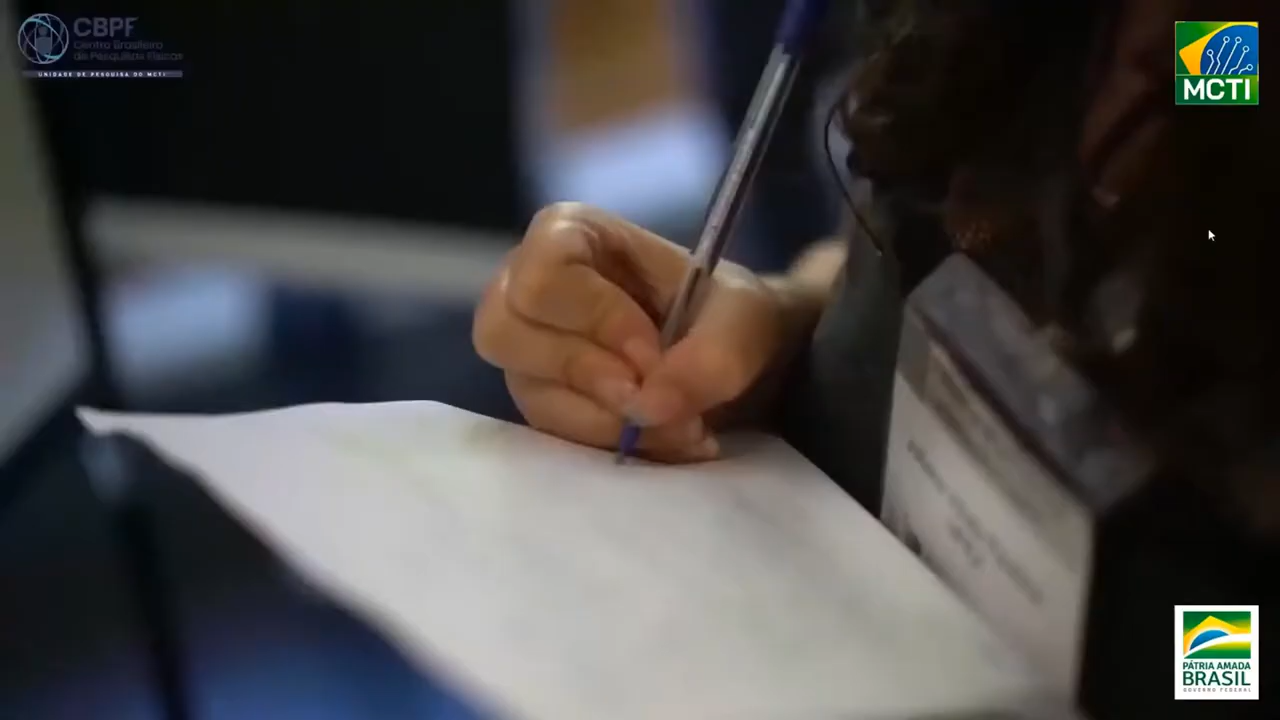 CBPF
Centro Brasileiro
de Pesquisas Físicas
UNIDADE DE PESQUISA DO MCTI
MCTI
PÁTRIA AMADA
BRASIL
GOVERNO FEDERAL